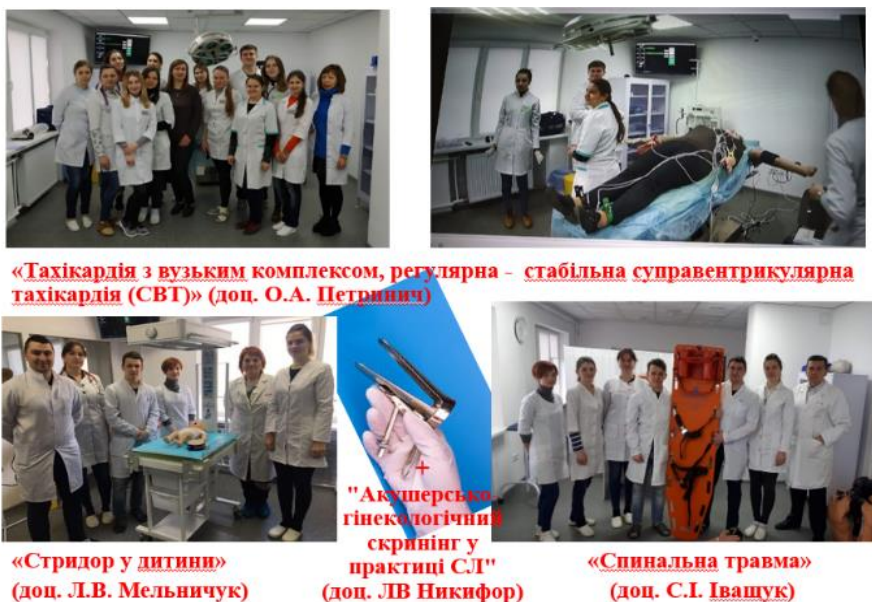 «Тахікардія з вузьким комплексом, регулярна - стабільна суправентрикулярна
тахікардія (СВТ)» (доц. О.А. Петринич)
+
"Акушерсько
гінекологічний
скринінг у
практиці СЛ"
(доц. ЛВ Никифор)
«Стридор у дитини»
(доц. Л.В. Мельничук)
«Спинальна травма»
(доц. С.І. Іващук)